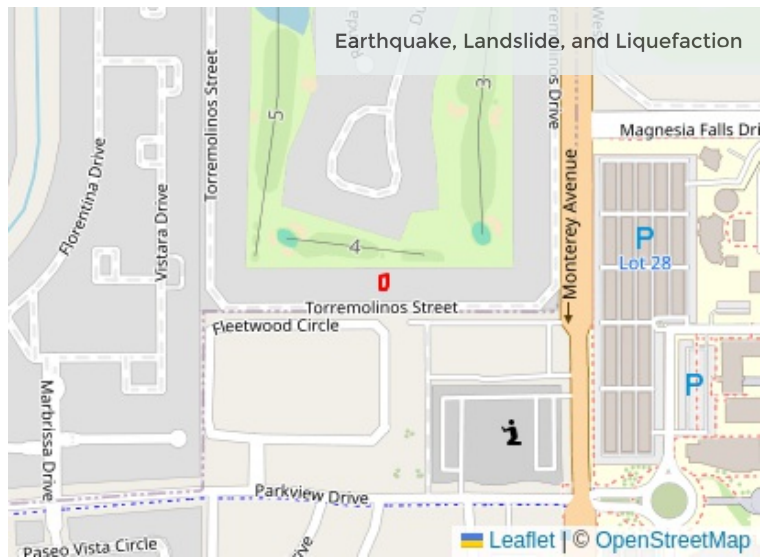 Earthquake, Landslide, and Liquefaction
Torremolinos Street
5
3
Magnesia Falls Dri
Florentina Drive
Vistara Drive
Monterey Avenue
P
Lot 28
4
Torremolinos Street
Fleetwood Circle
P
Marbrissa Drive
Parkview Drive
Paseo Vista Circle
Leaflet | © OpenStreetMap